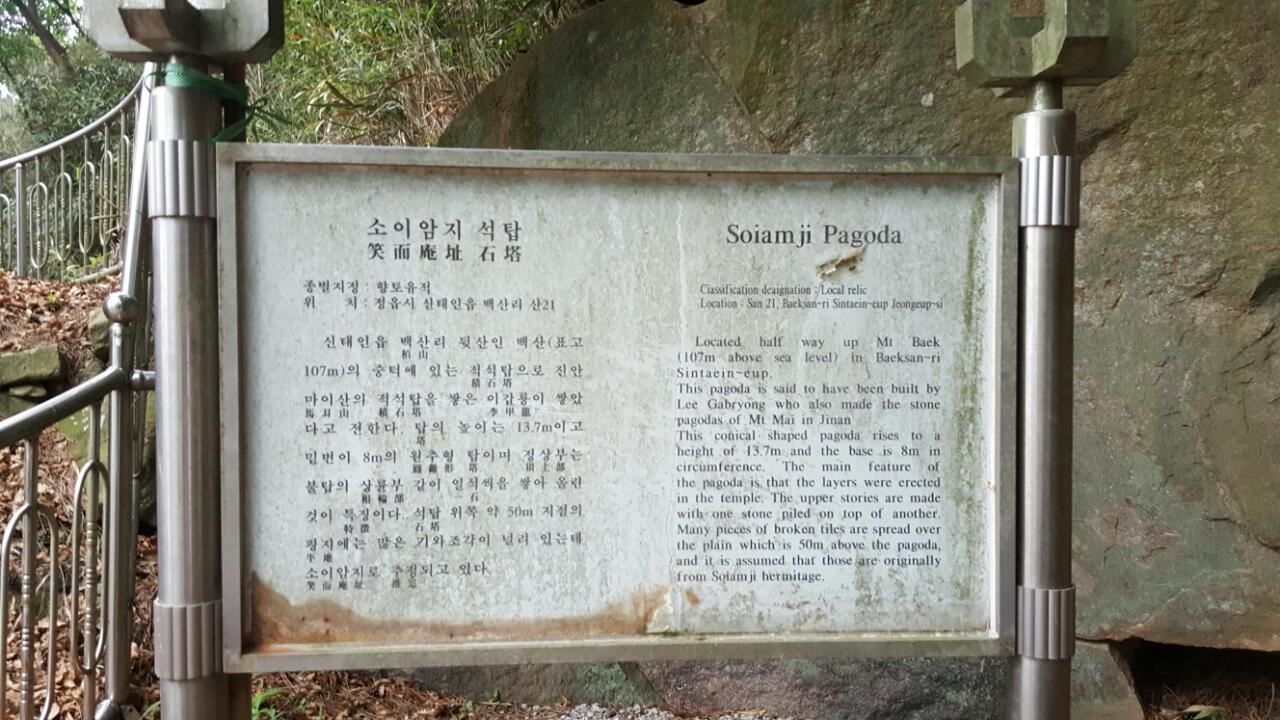 소이암지 석탑
笑而庵址 石塔
종별지정 : 향토유적
위 치 : 정읍시 신태인읍 백산리 산21
신태인읍 백산리 뒷산인 백산(표고
栢山
107m)의 중턱에 있는 적석탑으로 진안
積石塔
마이산의 적석탑을 쌓은 이갑룡이 쌓았
馬耳山 積石塔 李甲龍
다고 전한다. 탑의 높이는 13.7m이고
塔
밑변이 8m의 원추형 탑이며 정상부는
圓錐形 塔 頂上部
불탑의 상륜부 같이 일석씩을 쌓아 올린
相輪部 石
것이 특징이다. 석탑 위쪽 약 50m 지점의
特徵 石塔
평지에는 많은 기와조각이 널려 있는데
平地
소이암지로 추정되고 있다.
笑而庵址 推定
Soiamji Pagoda
Ciassification deaignation : Local relic
Location : San 21, Baeksan-ri Sintaein-eup Jeongeup-si
Located half way up Mt Baek
(107m above sea level) in Baeksan-ri
Sintaein-eup.
This pagoda is said to have been built by
Lee Gabryong who also made the stone
pagodas of Mt Mai in Jinan
This conical shaped pagoda rises to a
height of 13.7m and the base is 8m in
circumference. The main feature of
the pagoda is that the layers were erected
in the temple. The upper stories are made
with one stone piled on top of another.
Many pieces of broken tiles are spread over
the plain which is 50m above the pagoda,
and it is assumed that those are originally
from Soiamji hermitage.